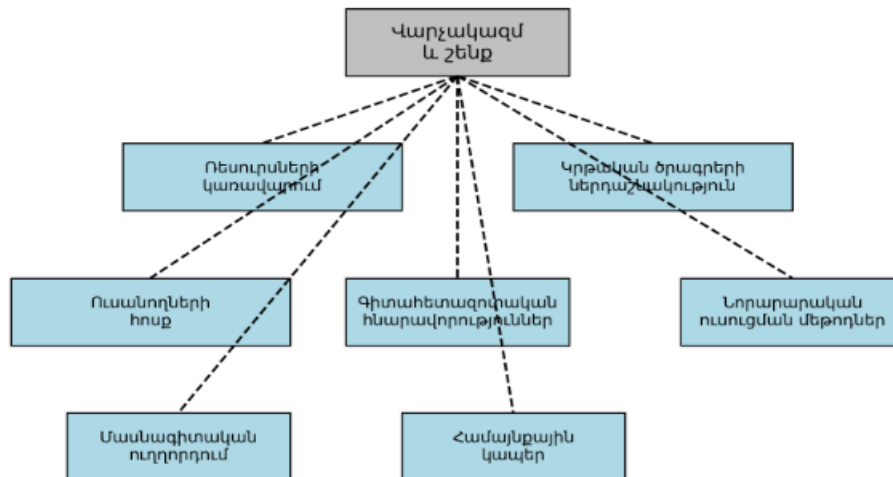 Վարչակազմ
և շենք
Ռեսուրսների
կառավարում
Կրթական ծրագրերի
ներդաշնակություն
Ուսանողների
հոսք
Գիտահետազոտական
հնարավորություններ
Նորարարական
ուսուցման մեթոդներ
Մասնագիտական
ուղղորդում
Համայնքային
կապեր